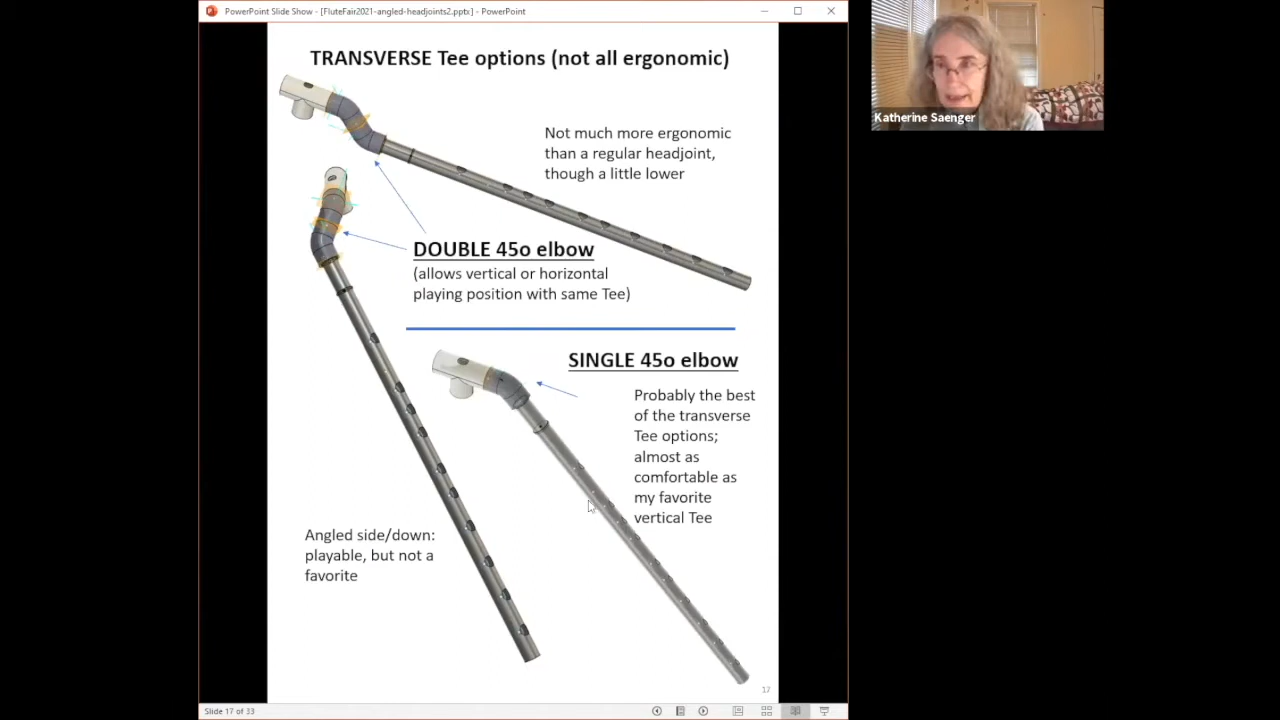 PowerPoint Slide Show - [FluteFair2021-angled-headjoints2.pptx] - PowerPoint
TRANSVERSE Tee options (not all ergonomic)
Not much more ergonomic
than a regular headjoint,
though a little lower
DOUBLE 45o elbow
(allows vertical or horizontal
playing position with same Tee)
SINGLE 45o elbow
Probably the best
of the transverse
Tee options;
almost as
comfortable as
my favorite
vertical Tee
Angled side/down:
playable, but not a
favorite
17
Slide 17 of 33
Katherine Saenger